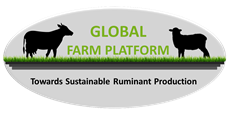 GLOBAL
FARM PLATFORM
Towards Sustainable Ruminant Production